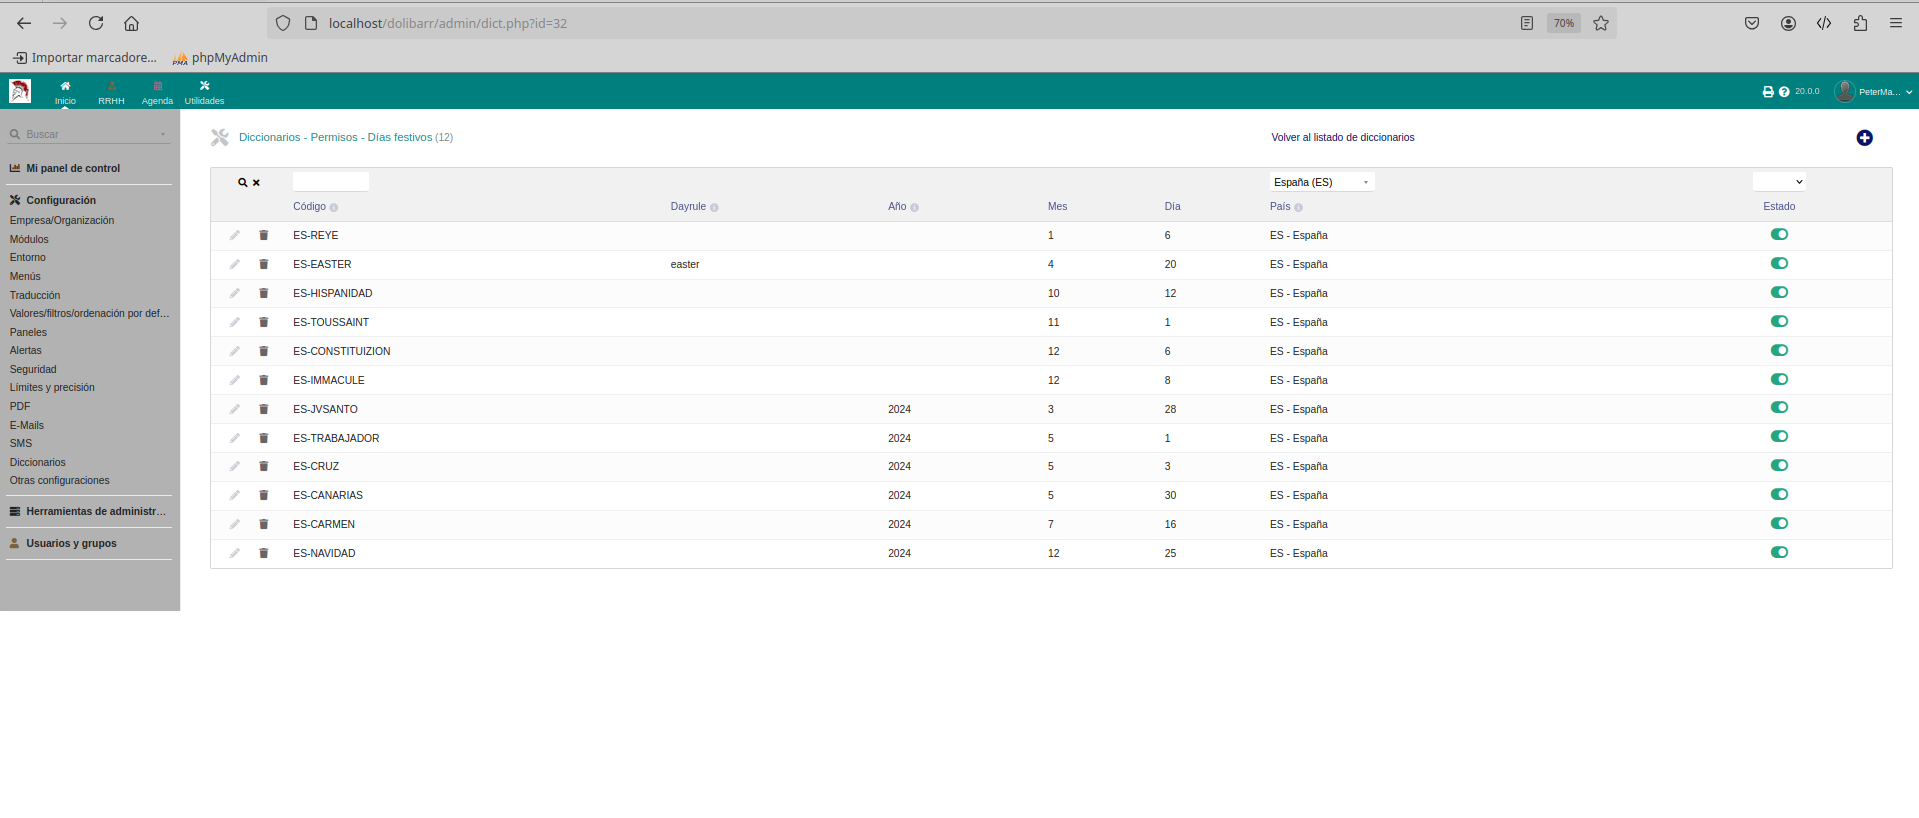 localhost/dolibarr/admin/dict.php?id=32
70%
Importar marcadore...
phpMyAdmin
PMA
Inicio
RRHH
Agenda
Utilidades
20.0.0
PeterMa...
Buscar
Mi panel de control
Configuración
Empresa/Organización
Módulos
Entorno
Menús
Traducción
Valores/filtros/ordenación por def...
Paneles
Alertas
Seguridad
Límites y precisión
PDF
E-Mails
SMS
Diccionarios
Otras configuraciones
Herramientas de administr...
Usuarios y grupos
Diccionarios - Permisos - Días festivos (12)
Volver al listado de diccionarios
España (ES)
Código Dayrule Año Mes Día País Estado
ES-REYE 1 6 ES - España
ES-EASTER easter 4 20 ES - España
ES-HISPANIDAD 10 12 ES - España
ES-TOUSSAINT 11 1 ES - España
ES-CONSTITUIZION 12 6 ES - España
ES-IMMACULE 12 8 ES - España
ES-JVSANTO 2024 3 28 ES - España
ES-TRABAJADOR 2024 5 1 ES - España
ES-CRUZ 2024 5 3 ES - España
ES-CANARIAS 2024 5 30 ES - España
ES-CARMEN 2024 7 16 ES - España
ES-NAVIDAD 2024 12 25 ES - España